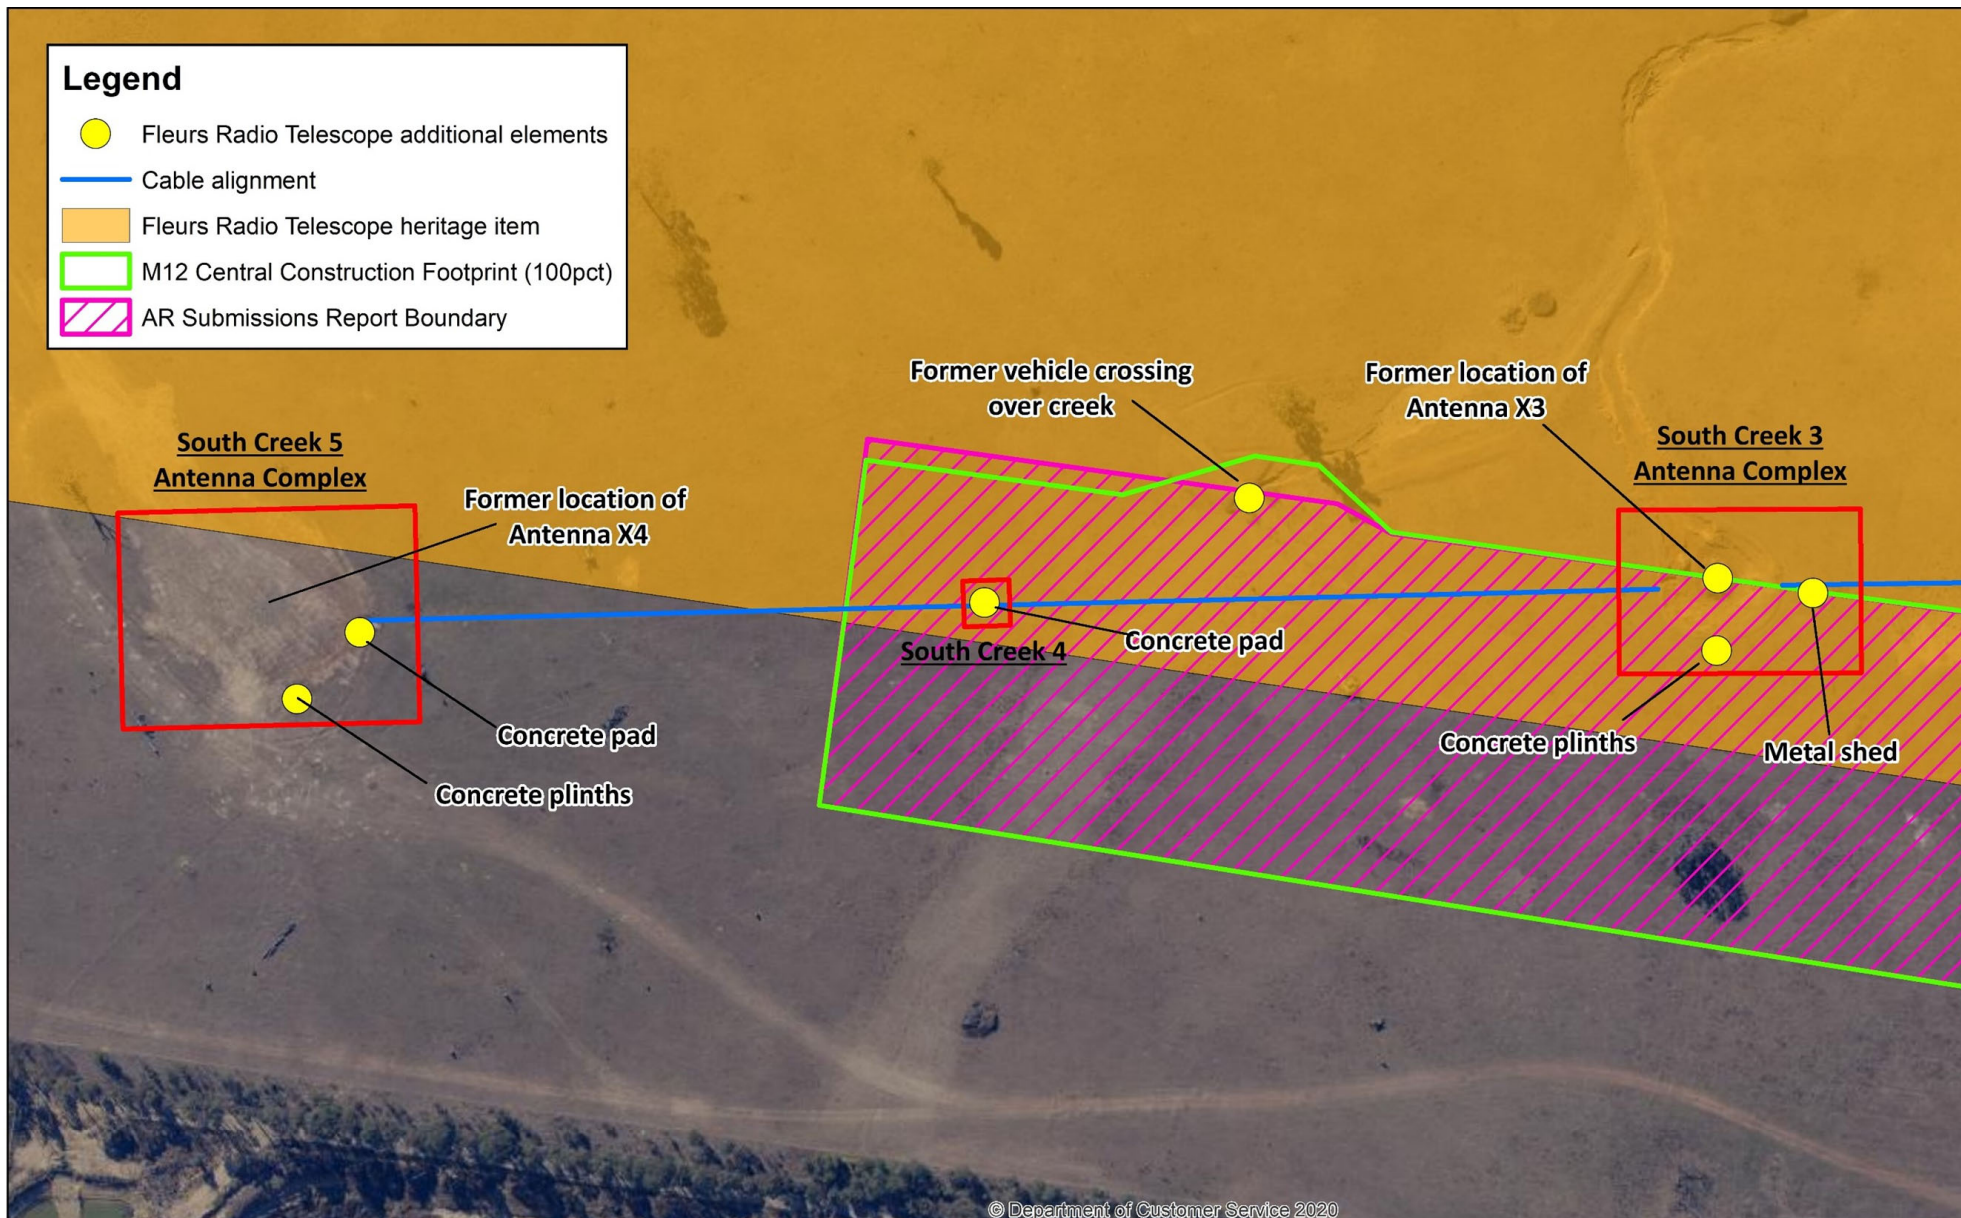 Legend
Fleurs Radio Telescope additional elements
Cable alignment
Fleurs Radio Telescope heritage item
M12 Central Construction Footprint (100pct)
AR Submissions Report Boundary
Former vehicle crossing
over creek
Former location of
Antenna X3
South Creek 5
Antenna Complex
South Creek 3
Antenna Complex
Former location of
Antenna X4
Concrete pad
South Creek 4
Concrete pad
Concrete plinths
Metal shed
Concrete plinths
© Department of Customer Service 2020